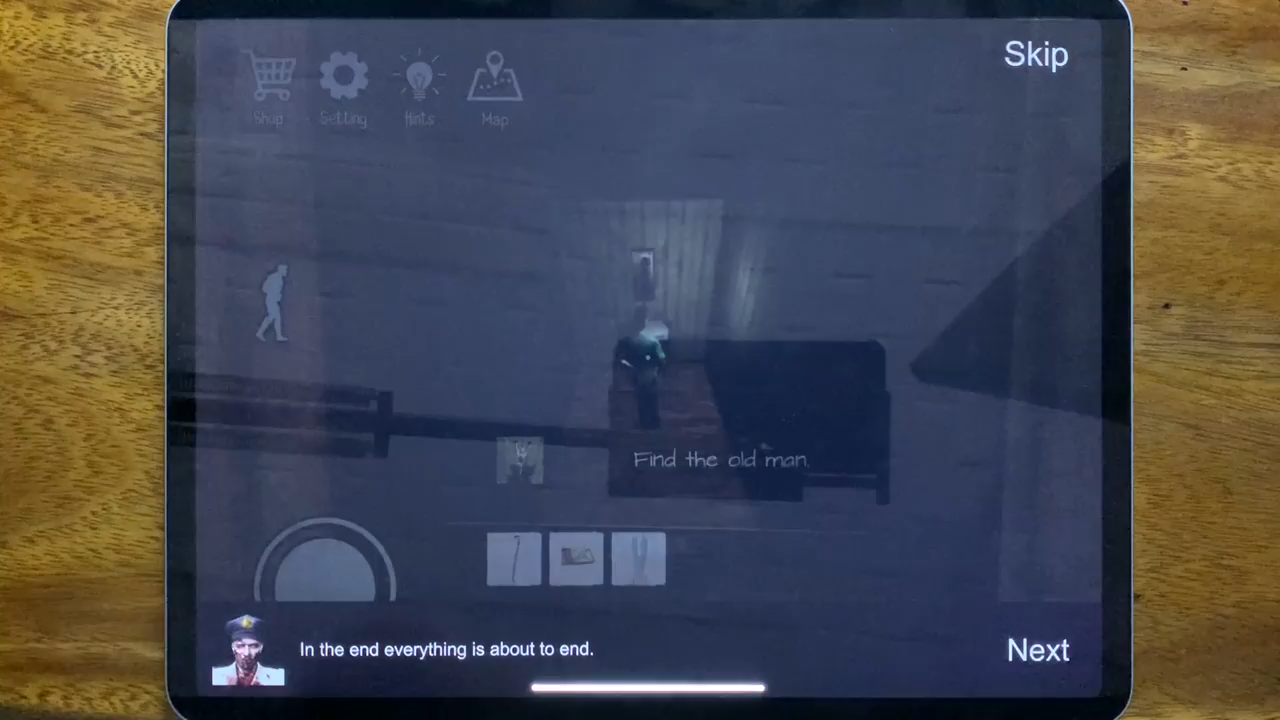 Skip
Shop
Setting
Hints
Map
Find the old man.
In the end everything is about to end.
Next